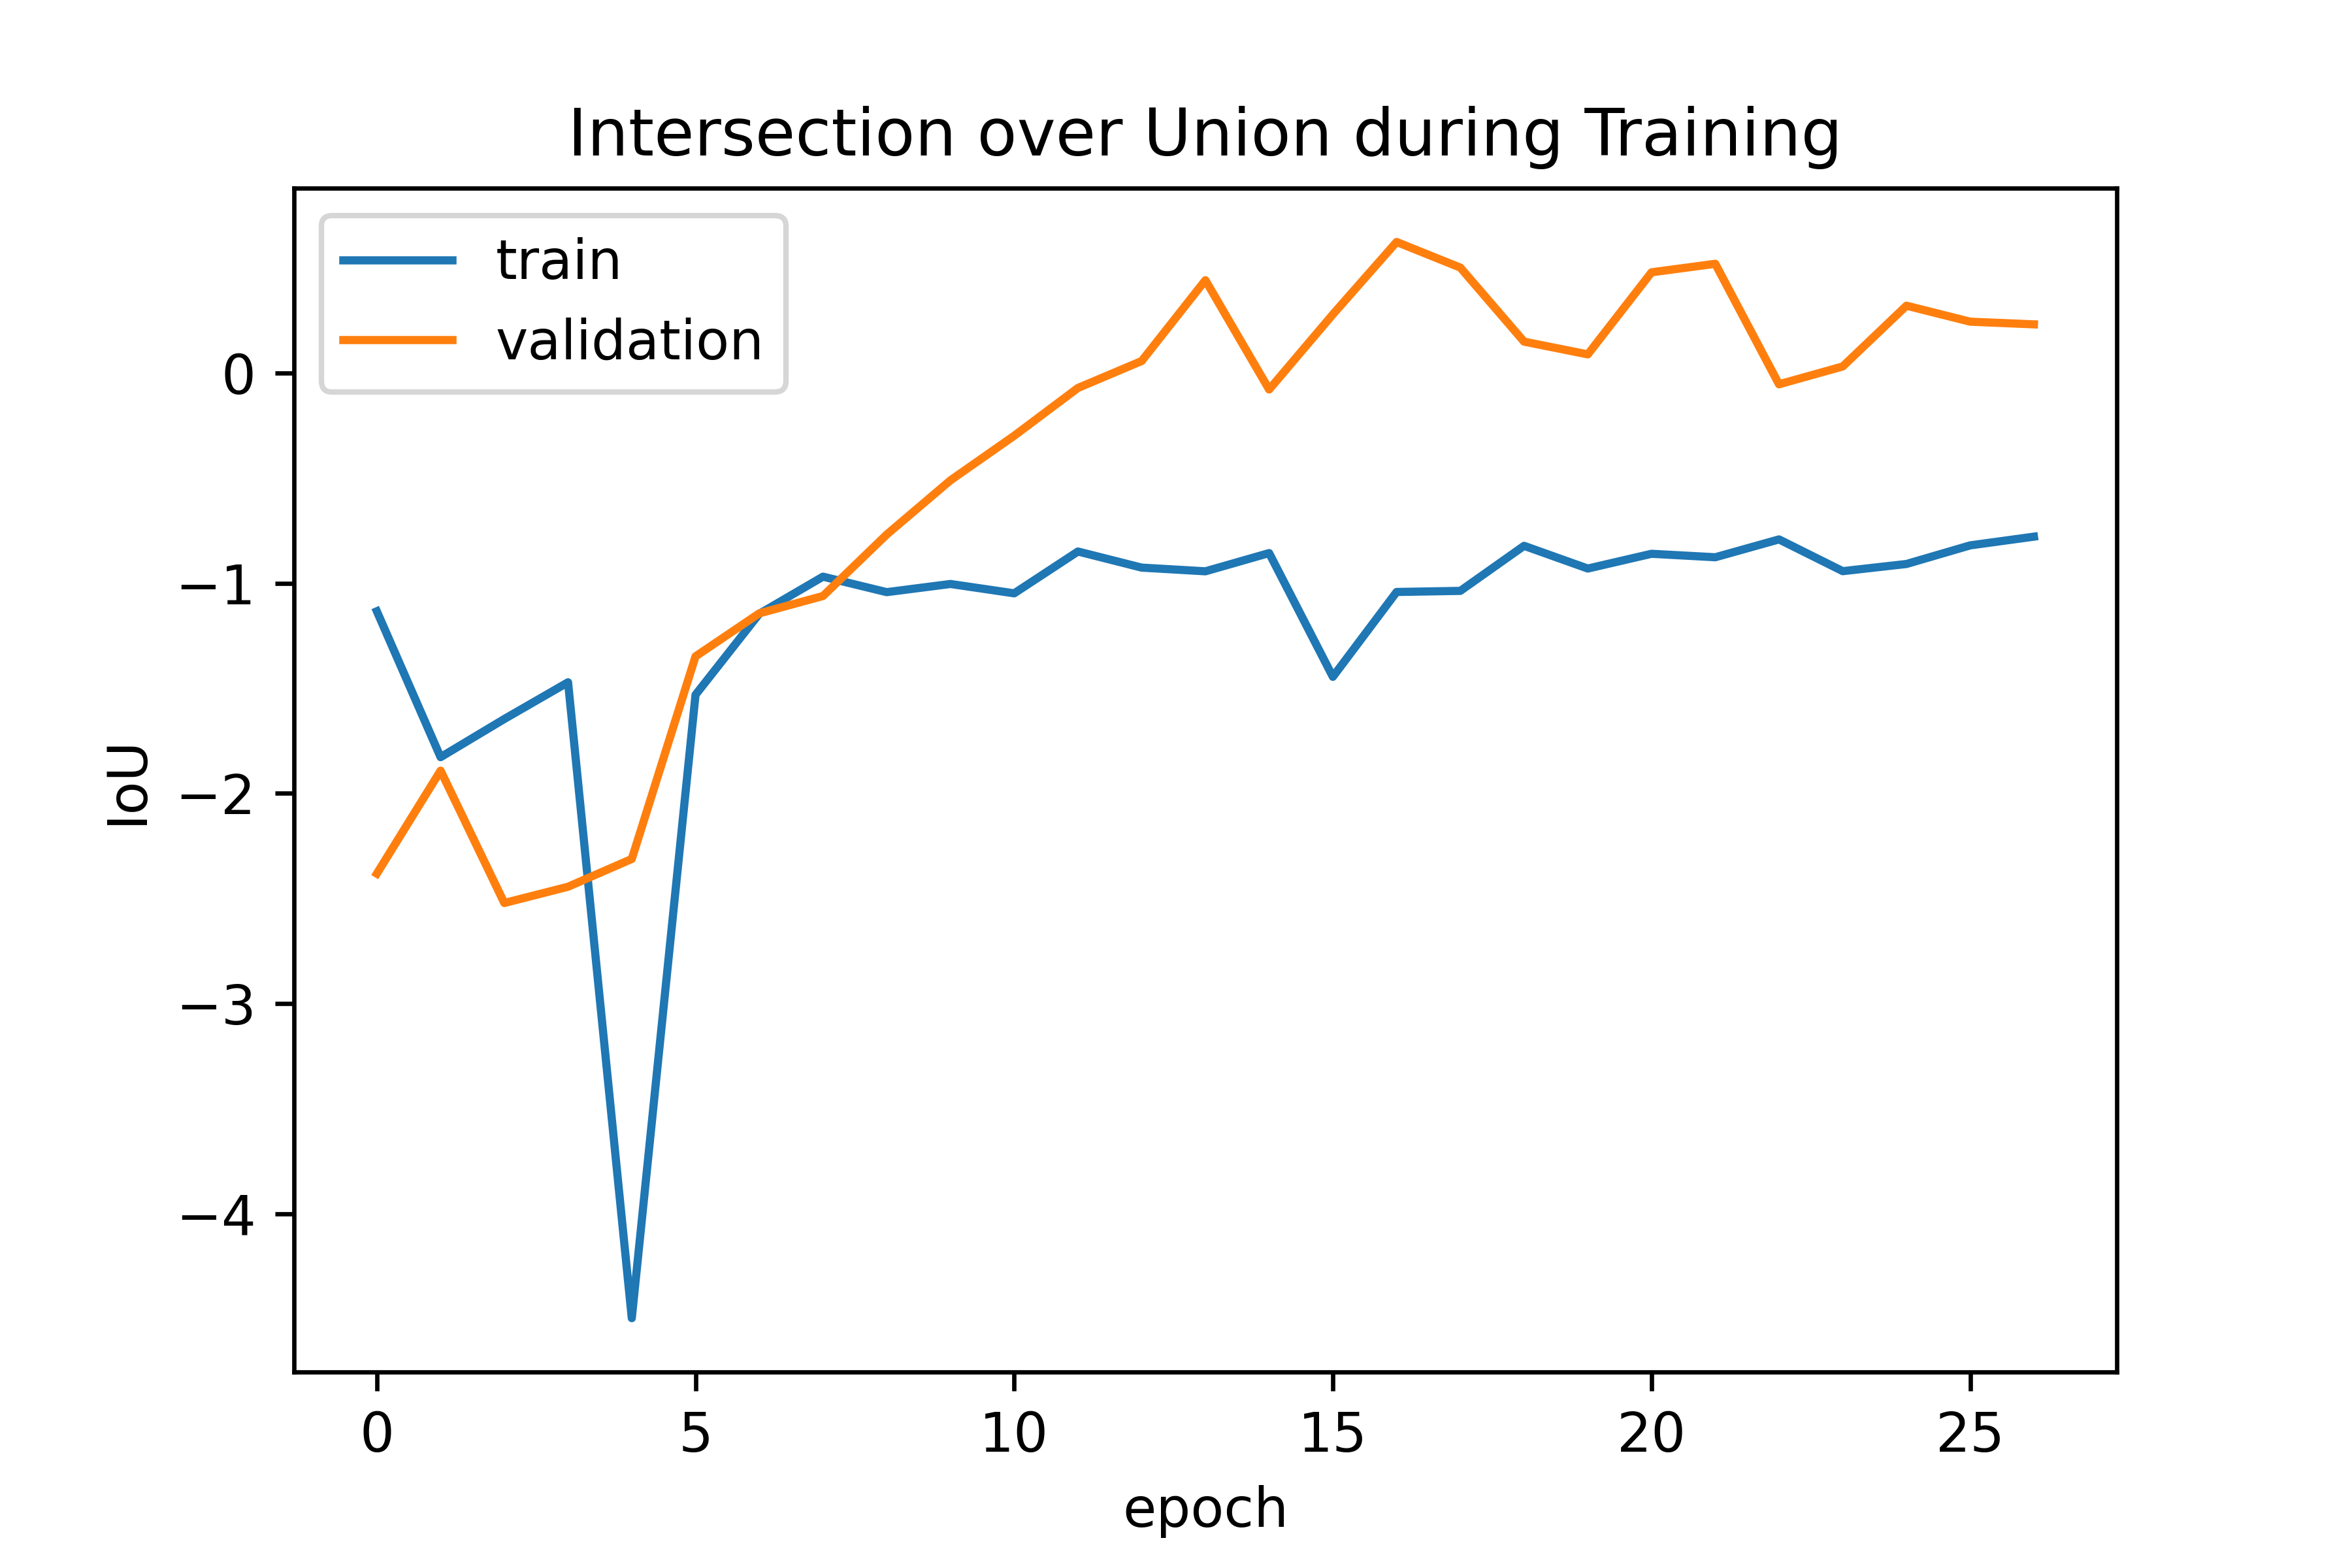 Intersection over Union during Training
train
validation
IoU
0
−1
−2
−3
−4
0 5 10 15 20 25
epoch